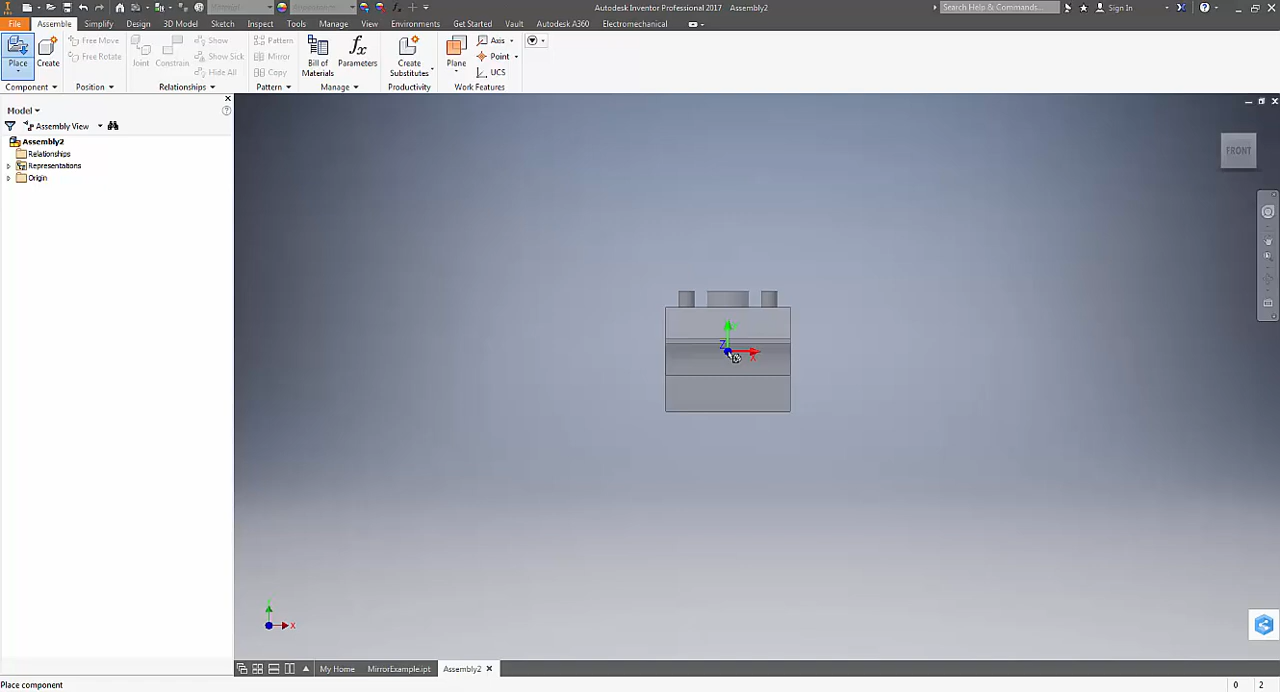 Autodesk Inventor Professional 2017 Assembly2
Search Help & Commands...
Sign In
File Assemble Simplify Design 3D Model Sketch Inspect Tools Manage View Environments Get Started Vault Autodesk A360 Electromechanical
Place
Create
Free Move
Free Rotate
Joint
Constrain
Show
Show Sick
Hide All
Pattern
Mirror
Copy
Bill of
Materials
Parameters
Create
Substitutes
Plane
Axis
Point
UCS
Component Position Relationships Pattern Manage Productivity Work Features
Model
Assembly View
Assembly2
Relationships
Representations
Origin
FRONT
Z
X
Y
X
My Home MirrorExample.ipt Assembly2
Place component 0 2